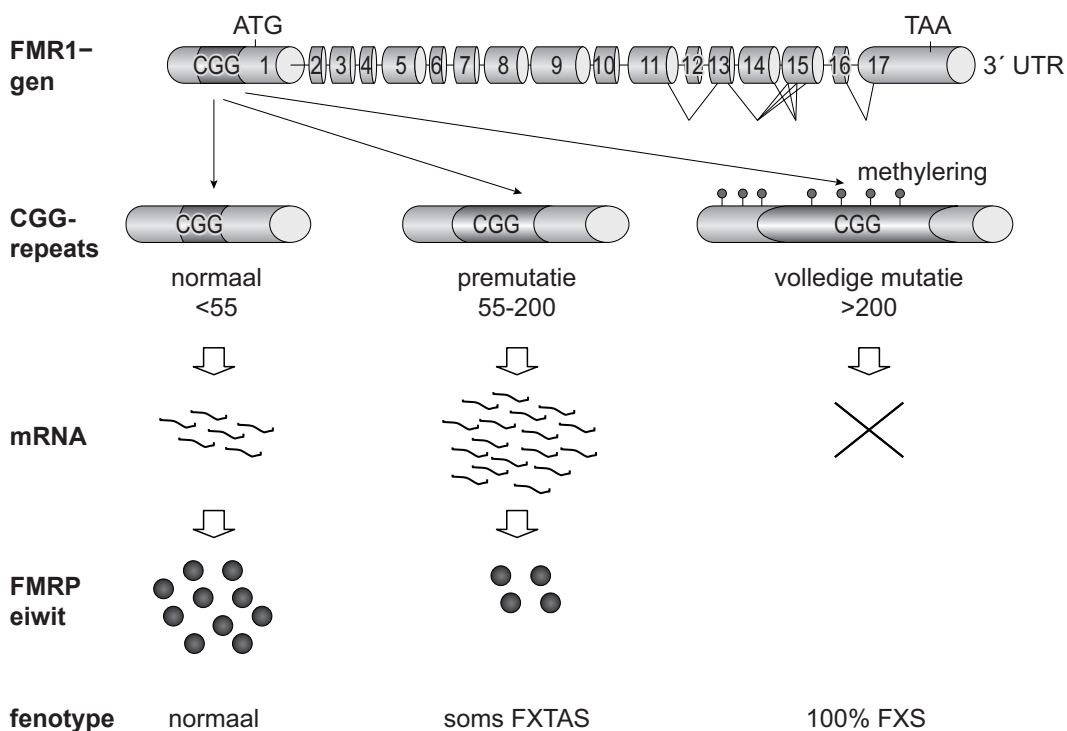 ATG
TAA
FMR1–
gen
CGG 1 2 3 4 5 6 7 8 9 10 11 12 13 14 15 16 17 3´ UTR
methylering
CGG-
repeats
CGG
CGG
CGG
normaal
<55
premutatie
55-200
volledige mutatie
>200
mRNA
FMRP
eiwit
fenotype normaal soms FXTAS 100% FXS